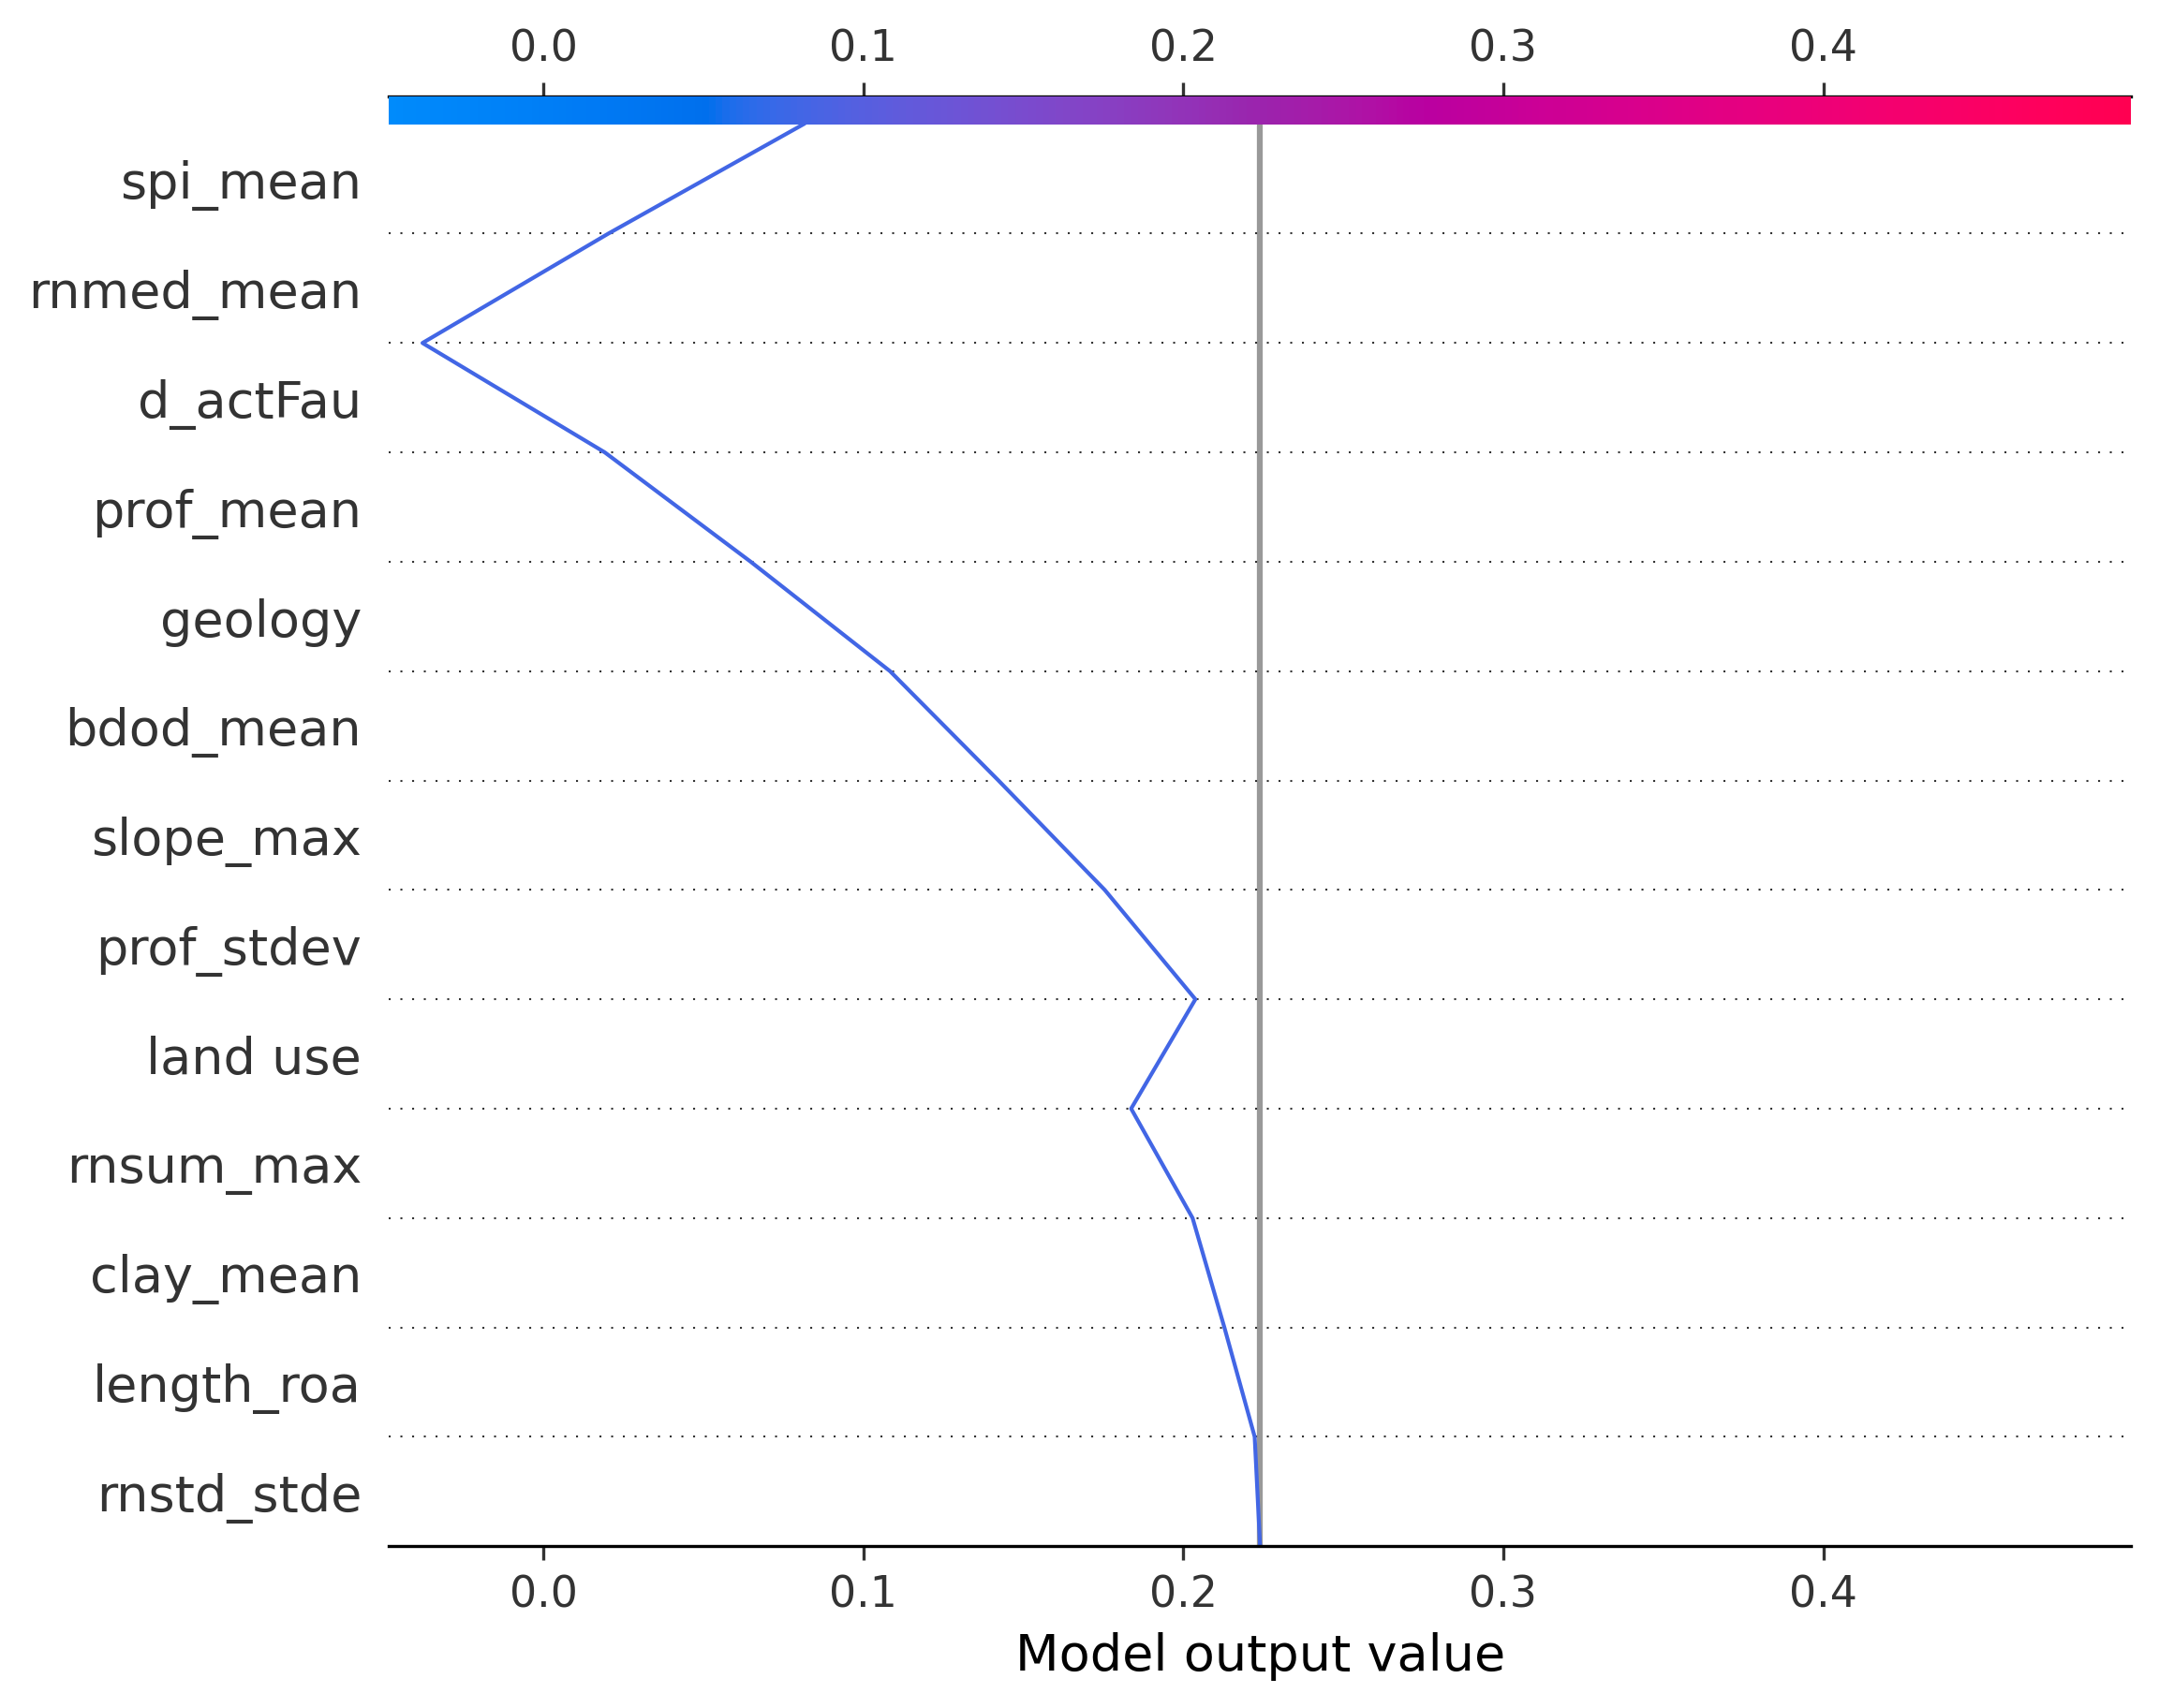 0.0 0.1 0.2 0.3 0.4
spi_mean
rnmed_mean
d_actFau
prof_mean
geology
bdod_mean
slope_max
prof_stdev
land use
rnsum_max
clay_mean
length_roa
rnstd_stde
0.0 0.1 0.2 0.3 0.4
Model output value